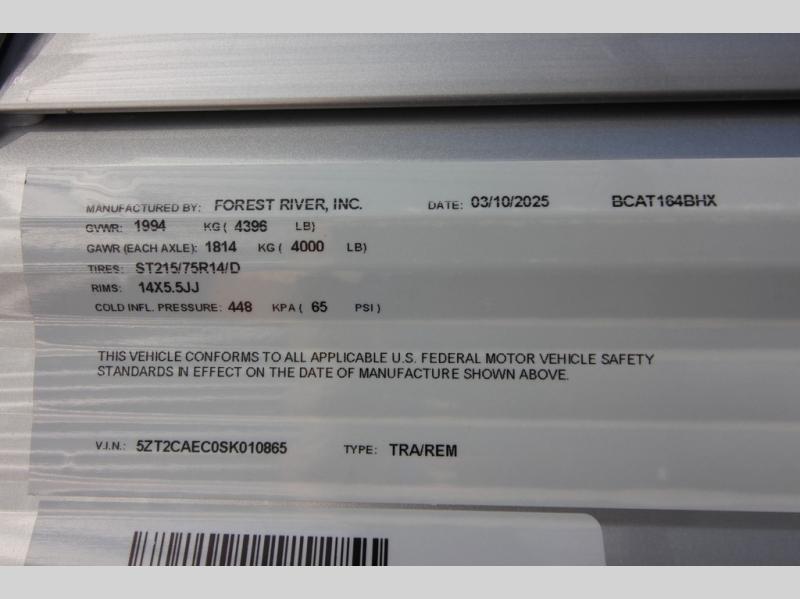 MANUFACTURED BY: FOREST RIVER, INC. DATE: 03/10/2025 BCAT164BHX
GVWR: 1994 KG ( 4396 LB)
GAWR (EACH AXLE): 1814 KG ( 4000 LB)
TIRES: ST215/75R14/D
RIMS: 14X5.5JJ
COLD INFL. PRESSURE: 448 KPA ( 65 PSI )
THIS VEHICLE CONFORMS TO ALL APPLICABLE U.S. FEDERAL MOTOR VEHICLE SAFETY
STANDARDS IN EFFECT ON THE DATE OF MANUFACTURE SHOWN ABOVE.
V.I.N.: 5ZT2CAEC0SK010865 TYPE: TRA/REM